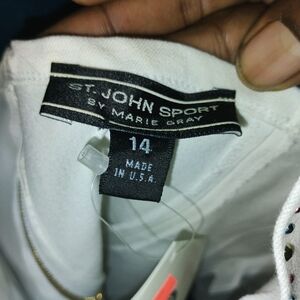 ST. JOHN SPORT
BY MARIE GRAY
14
MADE
IN U.S.A.